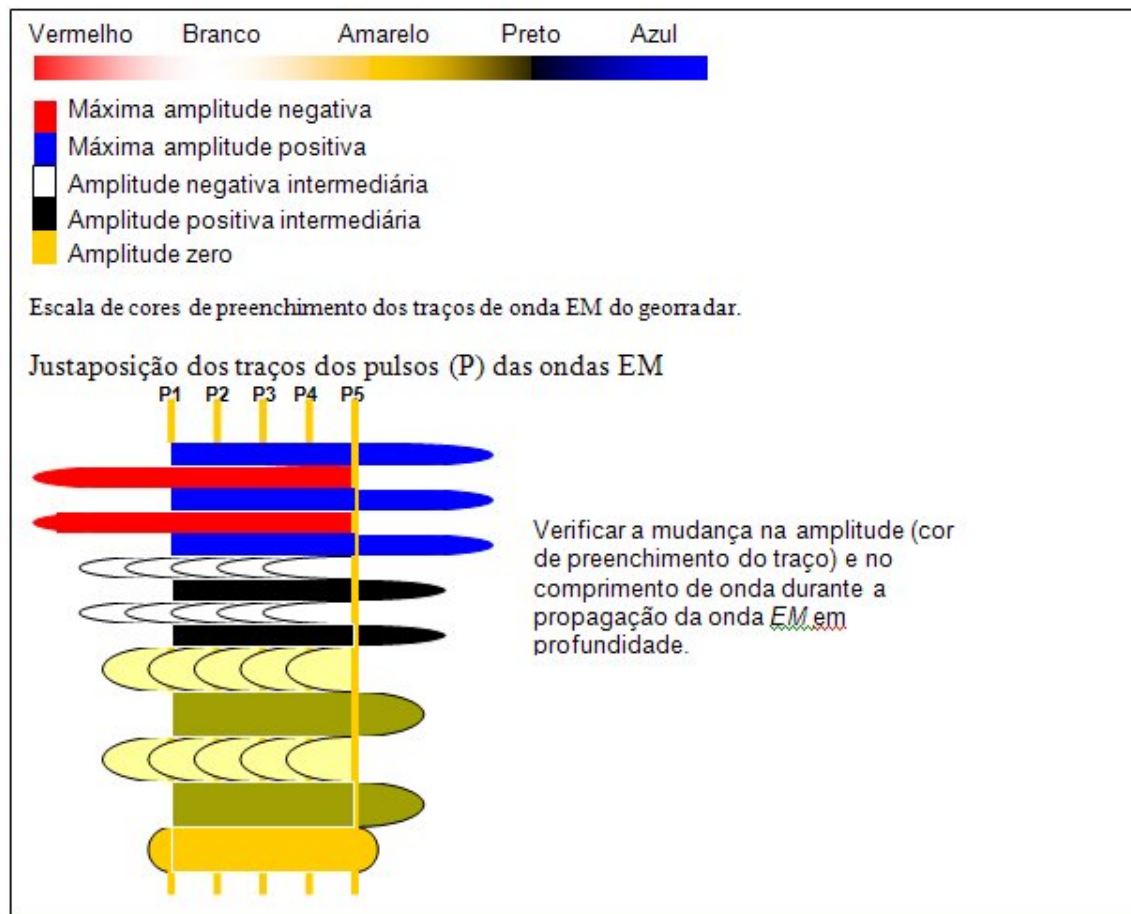 Vermelho Branco Amarelo Preto Azul
Máxima amplitude negativa
Máxima amplitude positiva
Amplitude negativa intermediária
Amplitude positiva intermediária
Amplitude zero
Escala de cores de preenchimento dos traços de onda EM do georradar.
Justaposição dos traços dos pulsos (P) das ondas EM
P1 P2 P3 P4 P5
Verificar a mudança na amplitude (cor
de preenchimento do traço) e no
comprimento de onda durante a
propagação da onda EM em
profundidade.